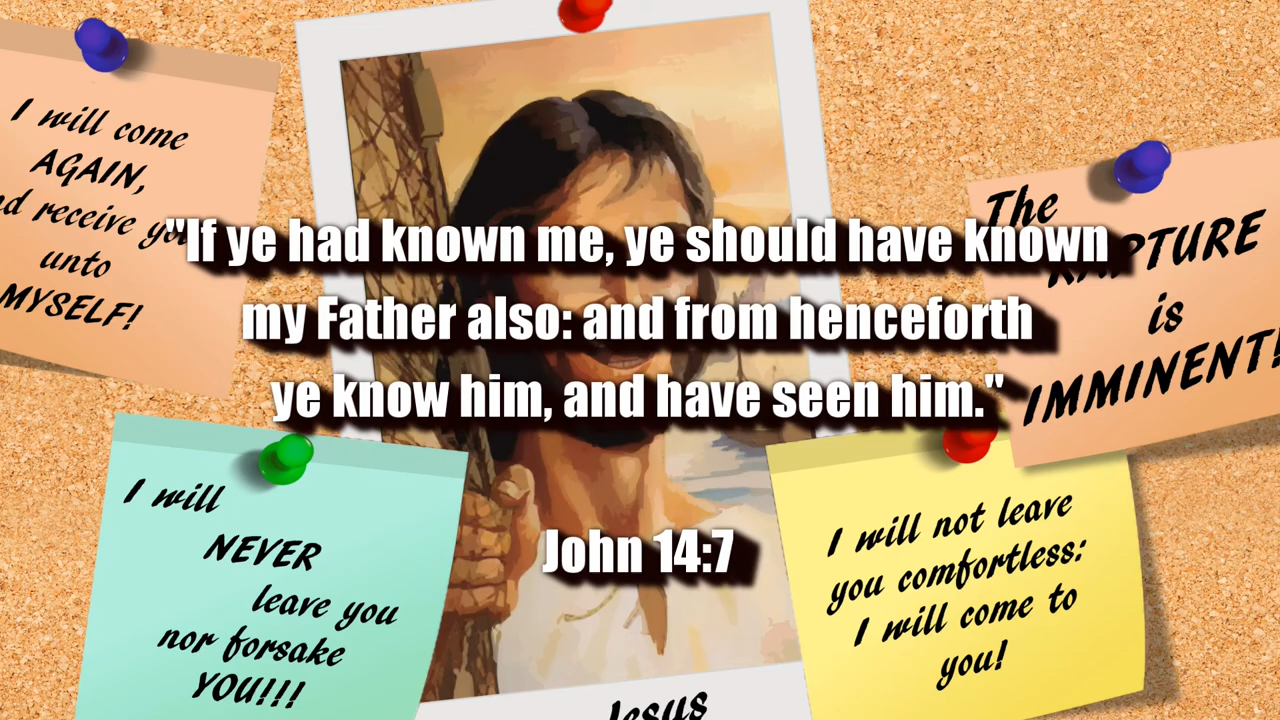 "If ye had known me, ye should have known
my Father also: and from henceforth
ye know him, and have seen him."
John 14:7
I will come
AGAIN,
receive
unto
MYSELF!
The
RAPTURE
is
IMMINENT!
I will
NEVER
leave you
nor forsake
YOU!!!
I will not leave
you comfortless:
I will come to
you!
Jesus